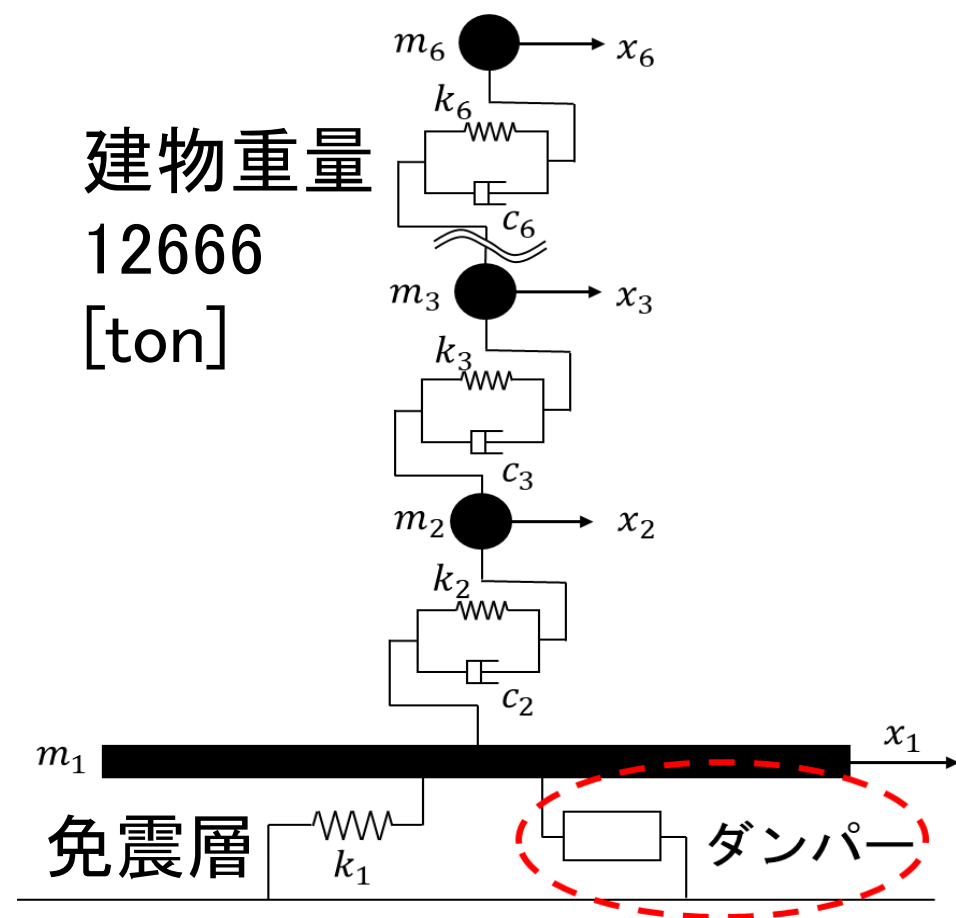 m₆
x₆
k₆
建物重量
12666
[ton]
c₆
m₃
x₃
k₃
c₃
m₂
x₂
k₂
c₂
m₁
x₁
免震層
k₁
ダンパー